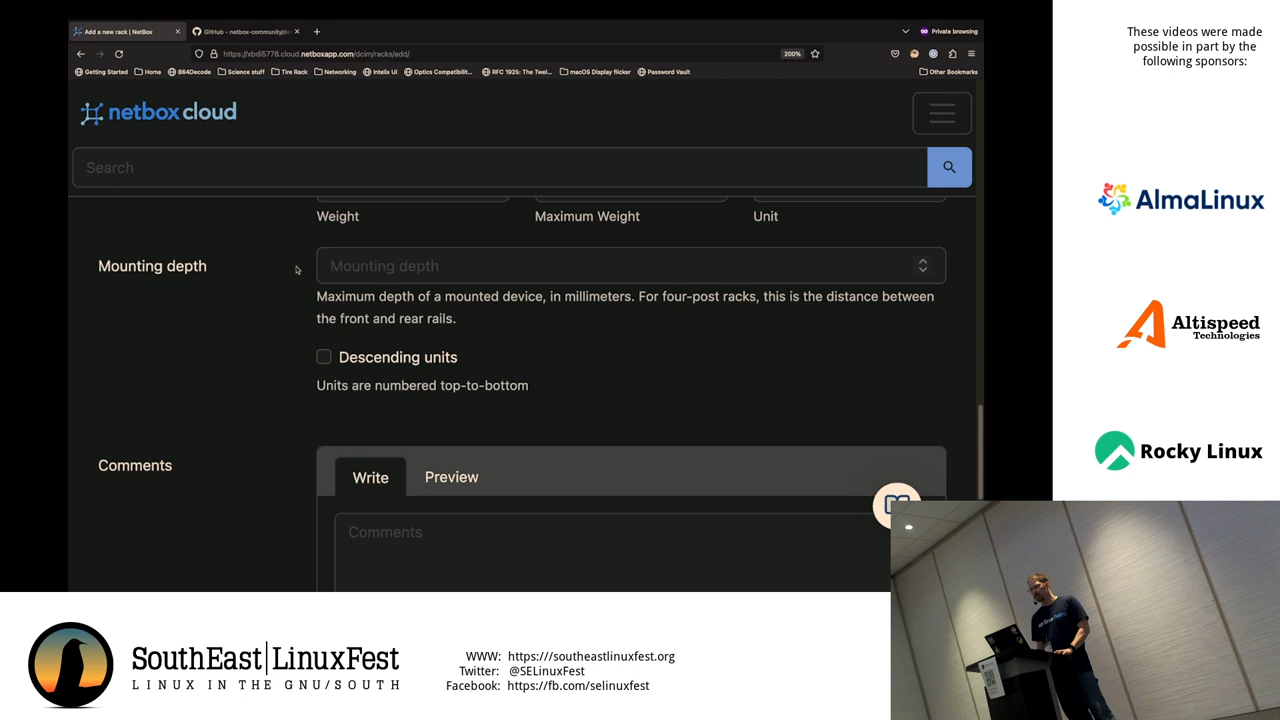 Add a new rack | NetBox
GitHub - netbox-community/de
Private browsing
https://xbdi5778.cloud.netboxapp.com/dcim/racks/add/
200%
Getting Started
Home
B64Decode
Science stuff
Tire Rack
Networking
Intelix UI
Optics Compatibilit...
RFC 1925: The Twel...
macOS Display flicker
Password Vault
Other Bookmarks
netbox cloud
Search
Weight
Maximum Weight
Unit
Mounting depth
Mounting depth
Maximum depth of a mounted device, in millimeters. For four-post racks, this is the distance between
the front and rear rails.
Descending units
Units are numbered top-to-bottom
Comments
Write
Preview
Comments
These videos were made
possible in part by the
following sponsors:
AlmaLinux
Altispeed
Technologies
Rocky Linux
SouthEast|LinuxFest
LINUX IN THE GNU/SOUTH
WWW: https:///southeastlinuxfest.org
Twitter: @SELinuxFest
Facebook: https://fb.com/selinuxfest